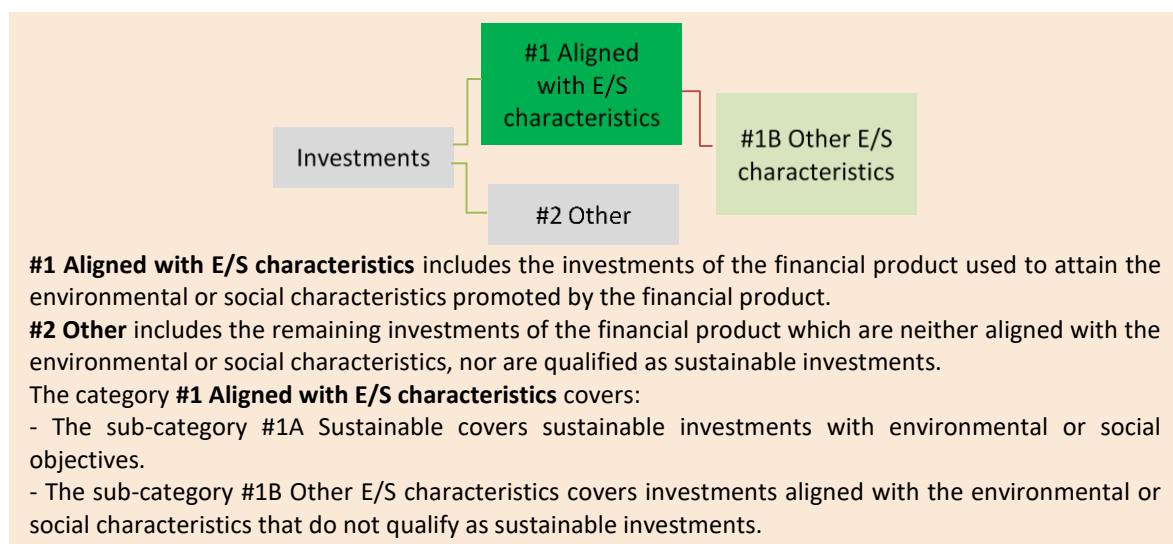 #1 Aligned
with E/S
characteristics
#1B Other E/S
characteristics
Investments
#2 Other
#1 Aligned with E/S characteristics includes the investments of the financial product used to attain the
environmental or social characteristics promoted by the financial product.
#2 Other includes the remaining investments of the financial product which are neither aligned with the
environmental or social characteristics, nor are qualified as sustainable investments.
The category #1 Aligned with E/S characteristics covers:
- The sub-category #1A Sustainable covers sustainable investments with environmental or social
objectives.
- The sub-category #1B Other E/S characteristics covers investments aligned with the environmental or
social characteristics that do not qualify as sustainable investments.